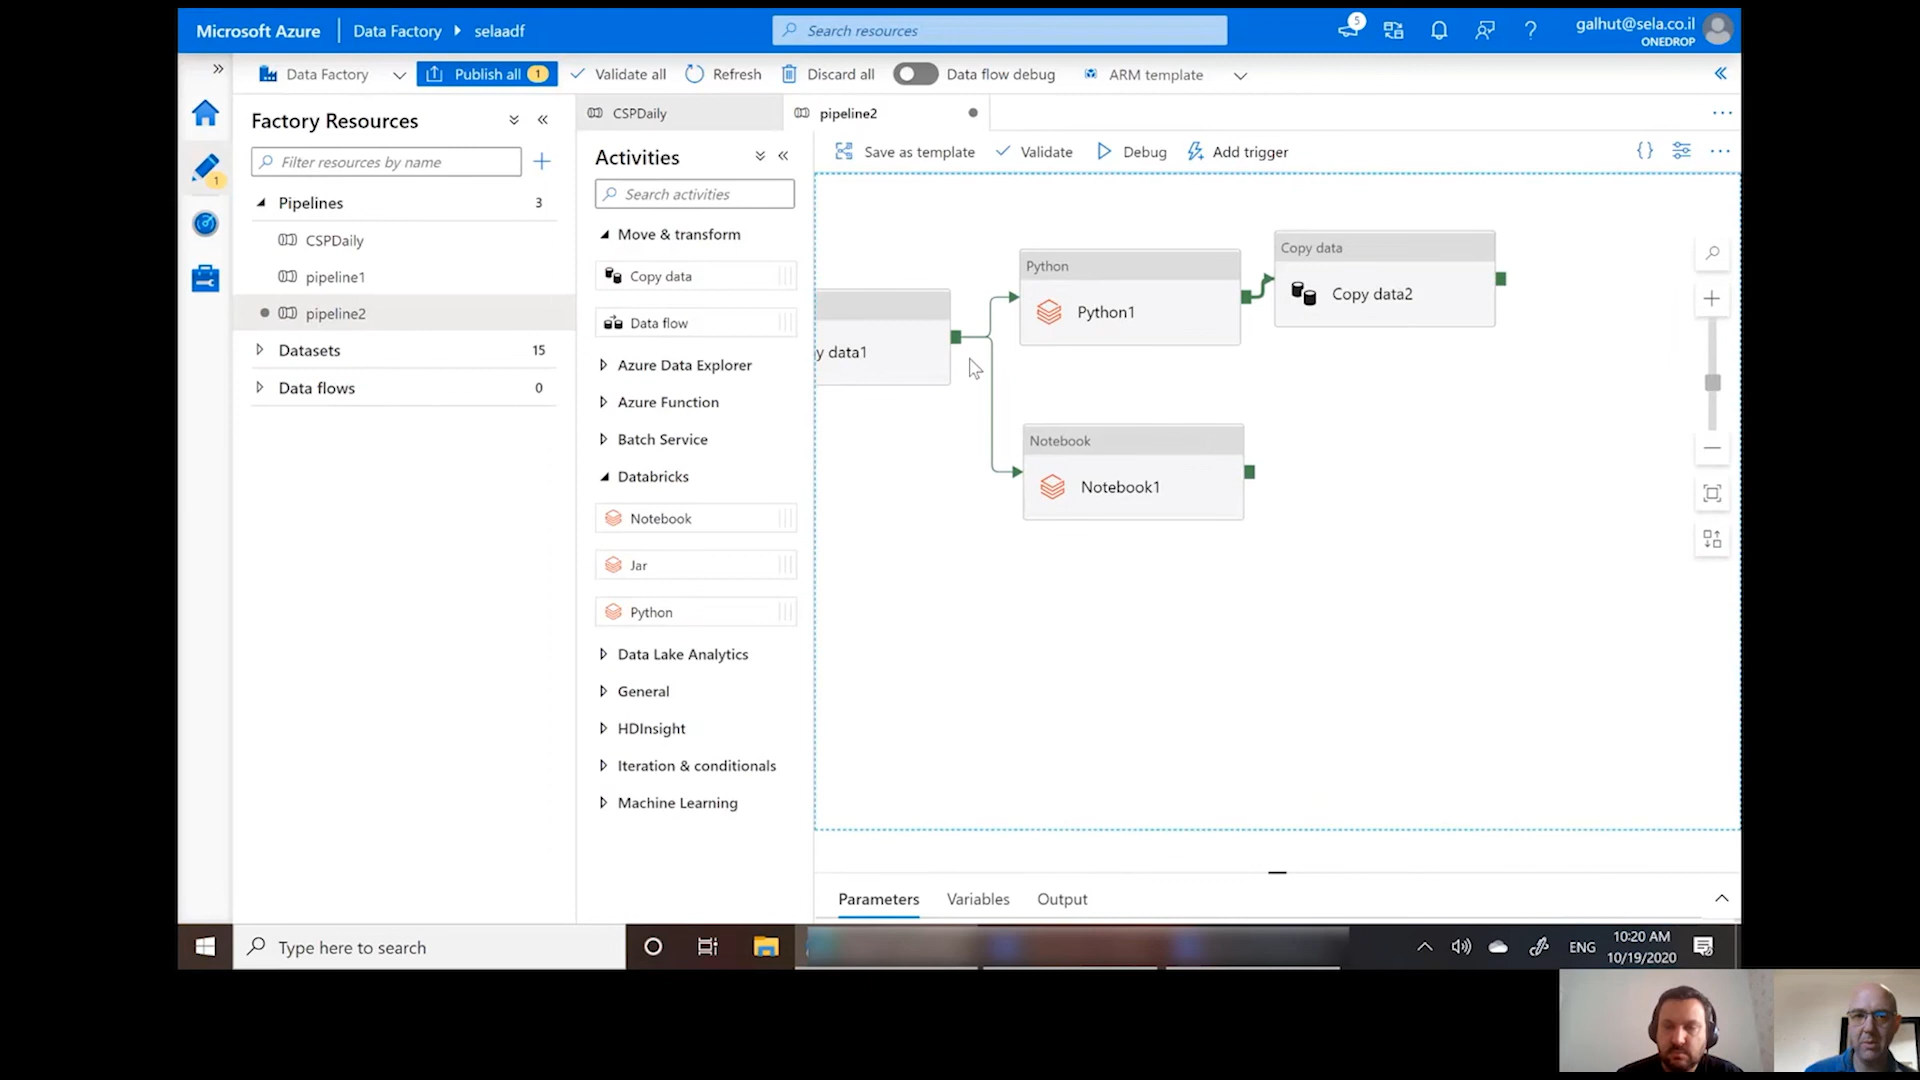 Microsoft Azure Data Factory selaadf
Search resources
5
galhut@sela.co.il
ONEDROP
Data Factory Publish all 1 Validate all Refresh Discard all Data flow debug ARM template
1
Factory Resources
Filter resources by name
Pipelines 3
CSPDaily
pipeline1
pipeline2
Datasets 15
Data flows 0
CSPDaily
pipeline2
Activities
Search activities
Move & transform
Copy data
Data flow
Azure Data Explorer
Azure Function
Batch Service
Databricks
Notebook
Jar
Python
Data Lake Analytics
General
HDInsight
Iteration & conditionals
Machine Learning
Save as template Validate Debug Add trigger
{}
y data1
Python
Python1
Copy data
Copy data2
Notebook
Notebook1
Parameters Variables Output
Type here to search
ENG
10:20 AM
10/19/2020